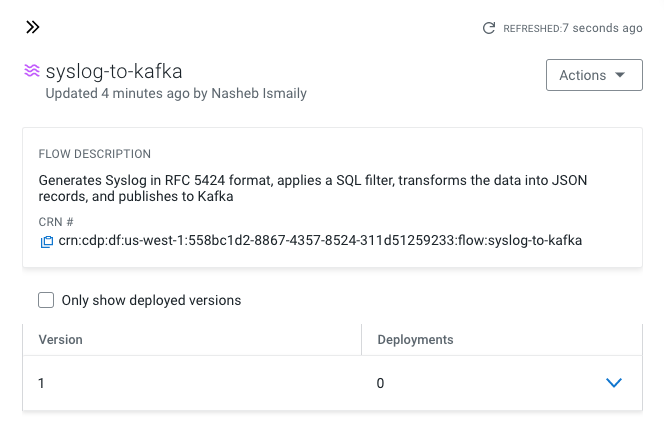 REFRESHED:7 seconds ago
syslog-to-kafka
Actions
Updated 4 minutes ago by Nasheb Ismaily
FLOW DESCRIPTION
Generates Syslog in RFC 5424 format, applies a SQL filter, transforms the data into JSON
records, and publishes to Kafka
CRN #
crn:cdp:df:us-west-1:558bc1d2-8867-4357-8524-311d51259233:flow:syslog-to-kafka
Only show deployed versions
Version Deployments
1 0